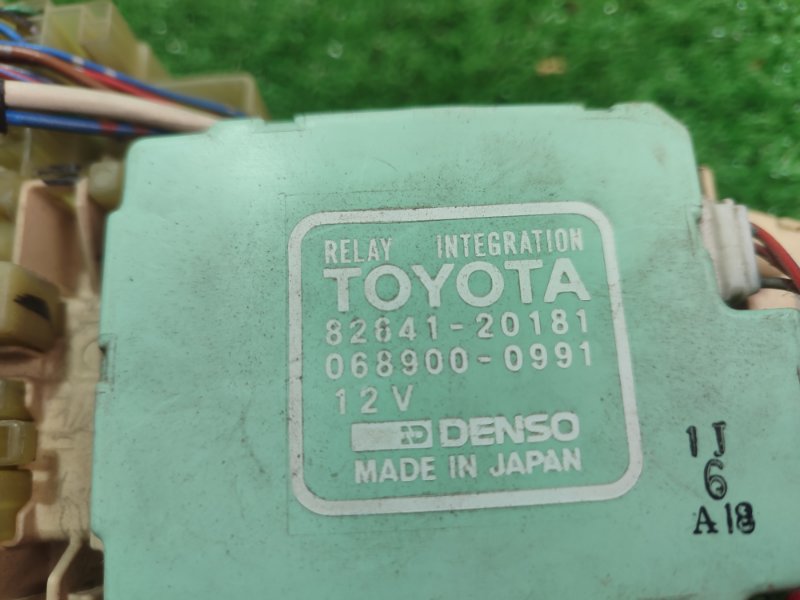 RELAY INTEGRATION
TOYOTA
82641-20181
068900-0991
12V
DENSO
MADE IN JAPAN
1J
6
A18